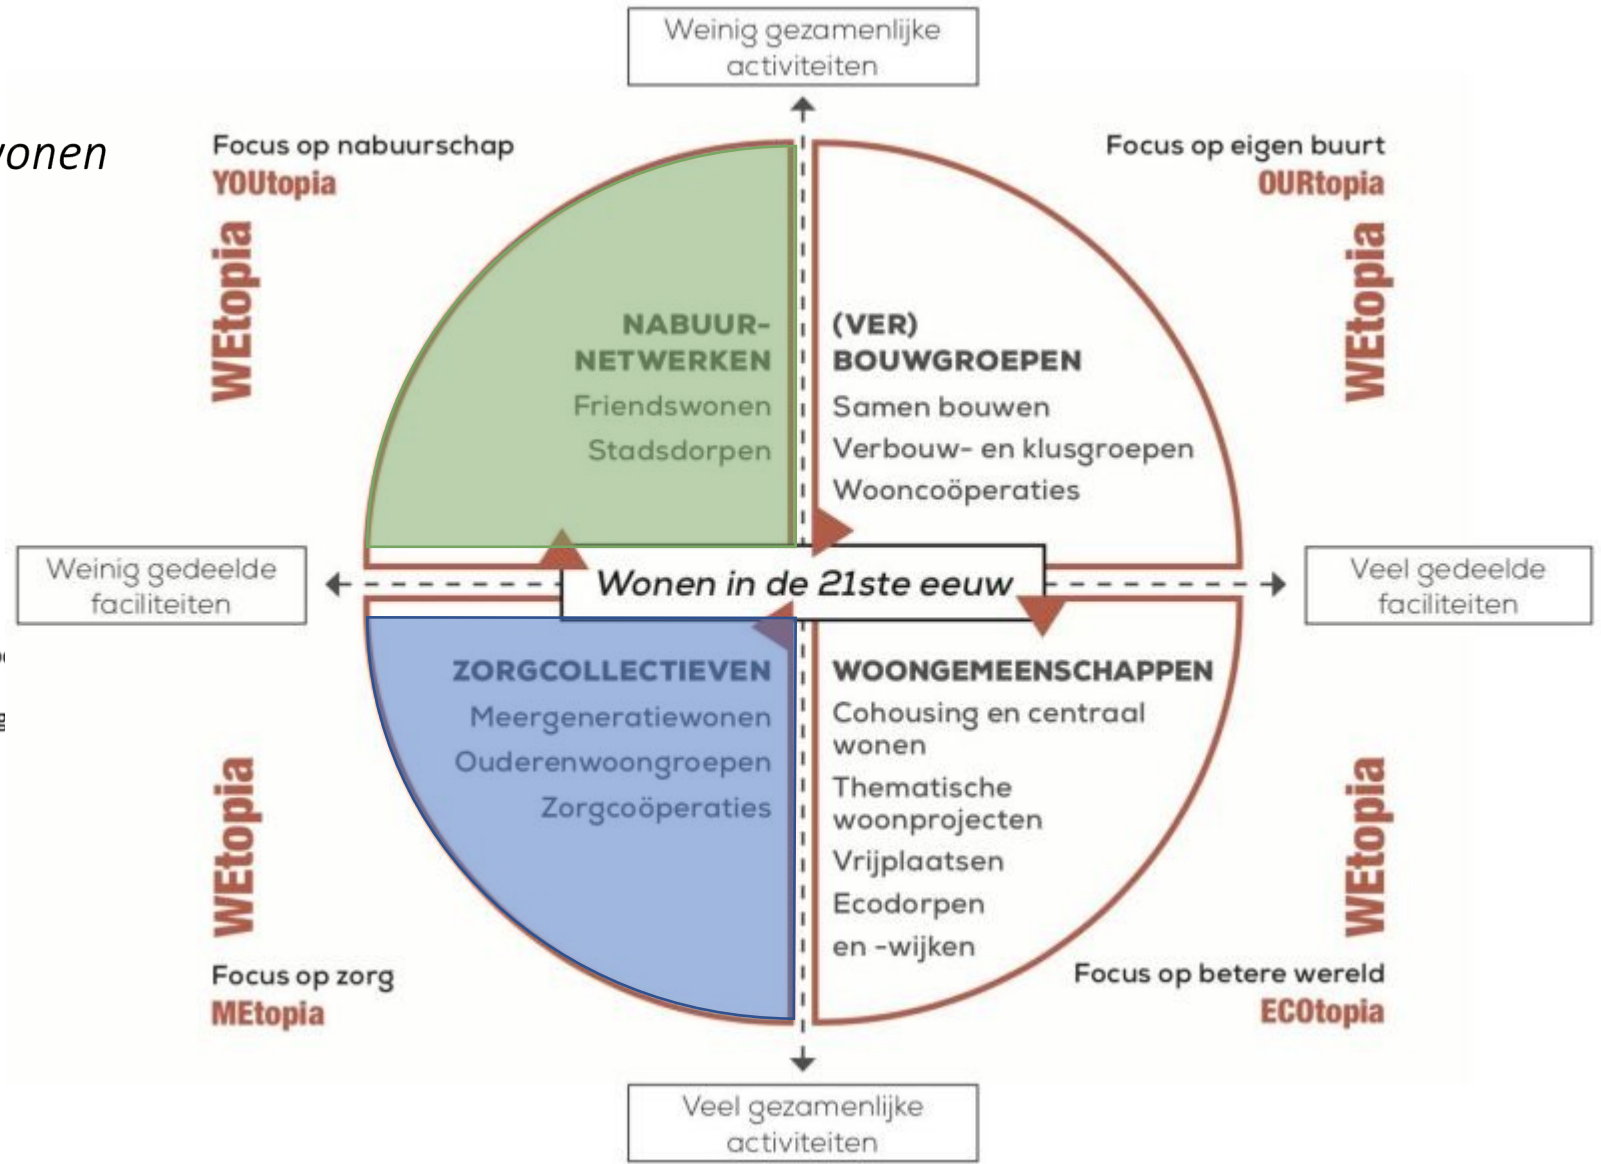 Weinig gezamenlijke
activiteiten
Focus op nabuurschap
YOUtopia
WEtopia
Focus op eigen buurt
OURtopia
WEtopia
NABUUR-
NETWERKEN
Friendswonen
Stadsdorpen
(VER)
BOUWGROEPEN
Samen bouwen
Verbouw- en klusgroepen
Wooncoöperaties
Weinig gedeelde
faciliteiten
Wonen in de 21ste eeuw
Veel gedeelde
faciliteiten
ZORGCOLLECTIEVEN
Meergeneratiewonen
Ouderenwoongroepen
Zorgcoöperaties
WOONGEMEENSCHAPPEN
Cohousing en centraal
wonen
Thematische
woonprojecten
Vrijplaatsen
Ecodorpen
en -wijken
WEtopia
Focus op zorg
MEtopia
WEtopia
Focus op betere wereld
ECOtopia
Veel gezamenlijke
activiteiten